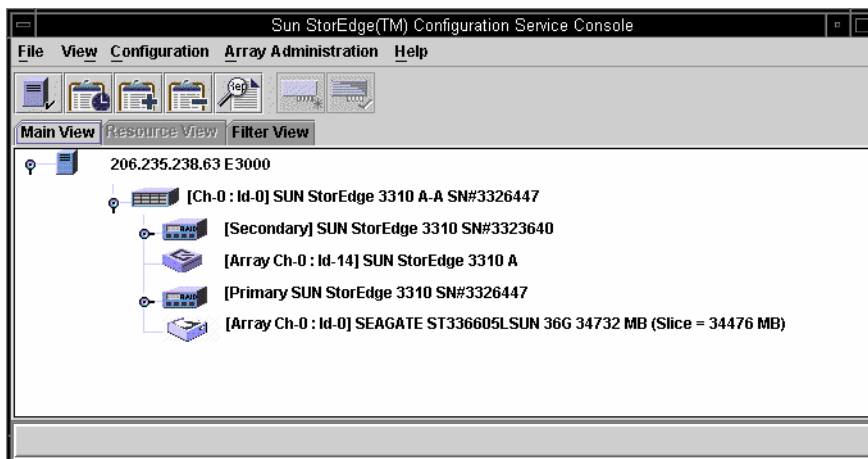 Sun StorEdge(TM) Configuration Service Console
File View Configuration Array Administration Help
Rep
Main View Resource View Filter View
206.235.238.63 E3000
[Ch-0 : Id-0] SUN StorEdge 3310 A-A SN#3326447
[Secondary] SUN StorEdge 3310 SN#3323640
[Array Ch-0 : Id-14] SUN StorEdge 3310 A
[Primary SUN StorEdge 3310 SN#3326447
[Array Ch-0 : Id-0] SEAGATE ST336605LSUN 36G 34732 MB (Slice = 34476 MB)